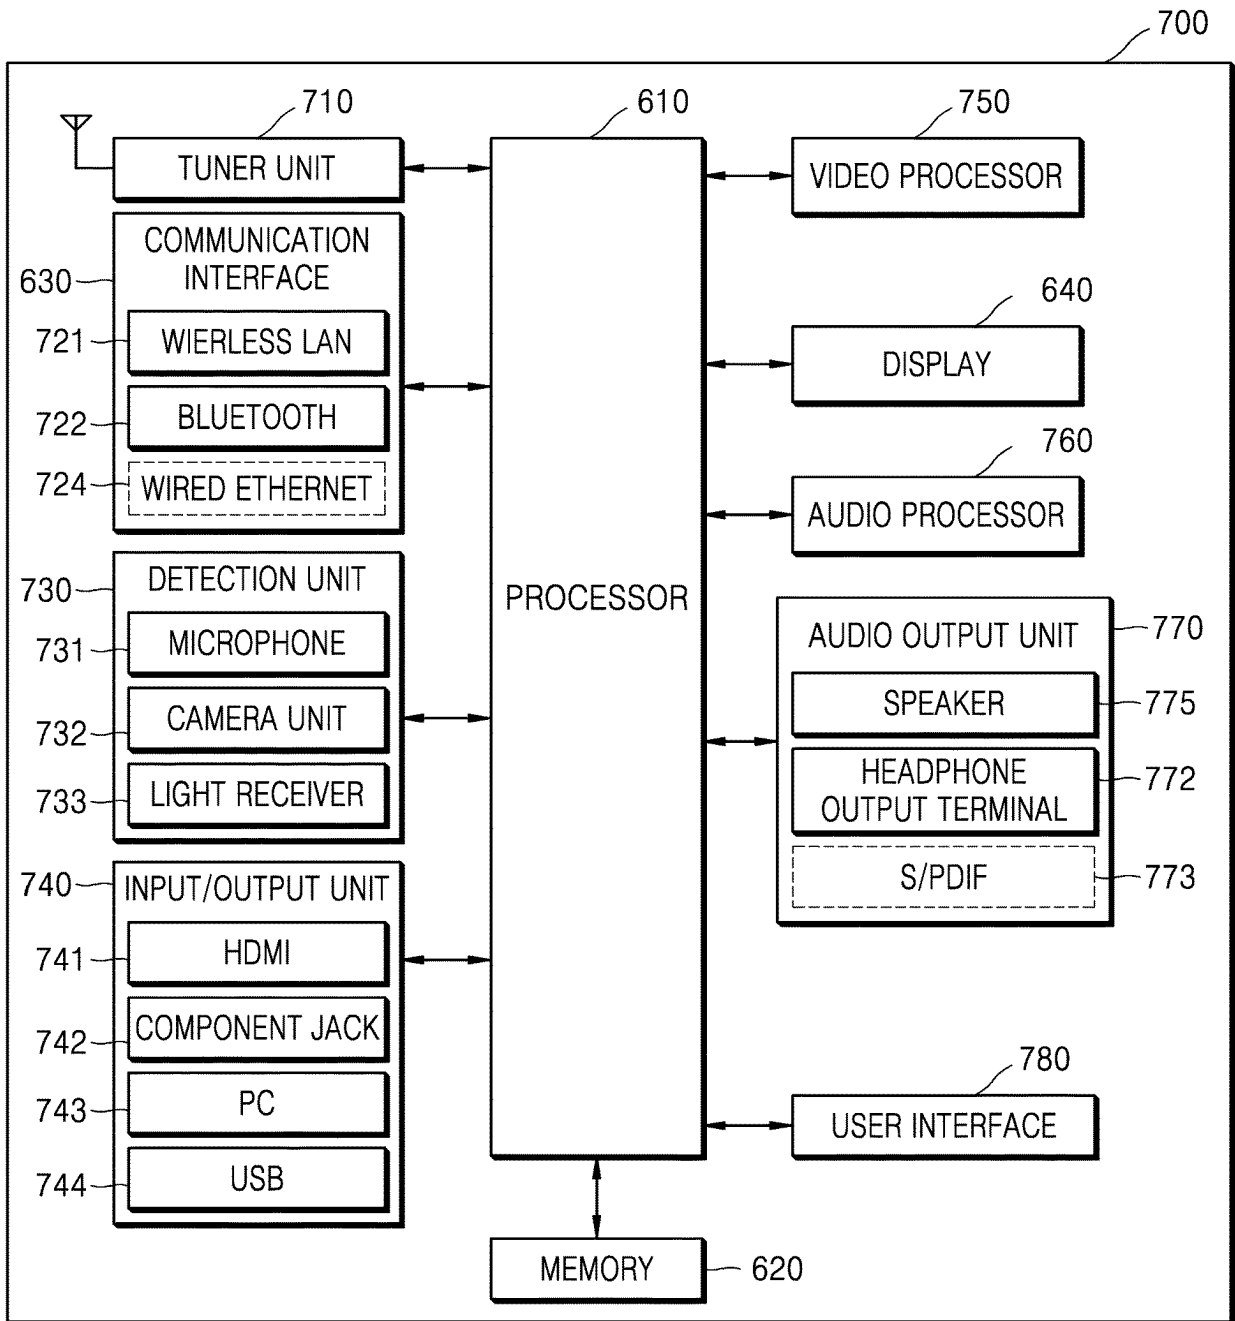 700
710
TUNER UNIT
COMMUNICATION
INTERFACE
630
721
WIERLESS LAN
722
BLUETOOTH
724
WIRED ETHERNET
730
DETECTION UNIT
731
MICROPHONE
732
CAMERA UNIT
733
LIGHT RECEIVER
740
INPUT/OUTPUT UNIT
741
HDMI
742
COMPONENT JACK
743
PC
744
USB
610
PROCESSOR
MEMORY
620
750
VIDEO PROCESSOR
640
DISPLAY
760
AUDIO PROCESSOR
AUDIO OUTPUT UNIT
770
SPEAKER
775
HEADPHONE
OUTPUT TERMINAL
772
S/PDIF
773
780
USER INTERFACE